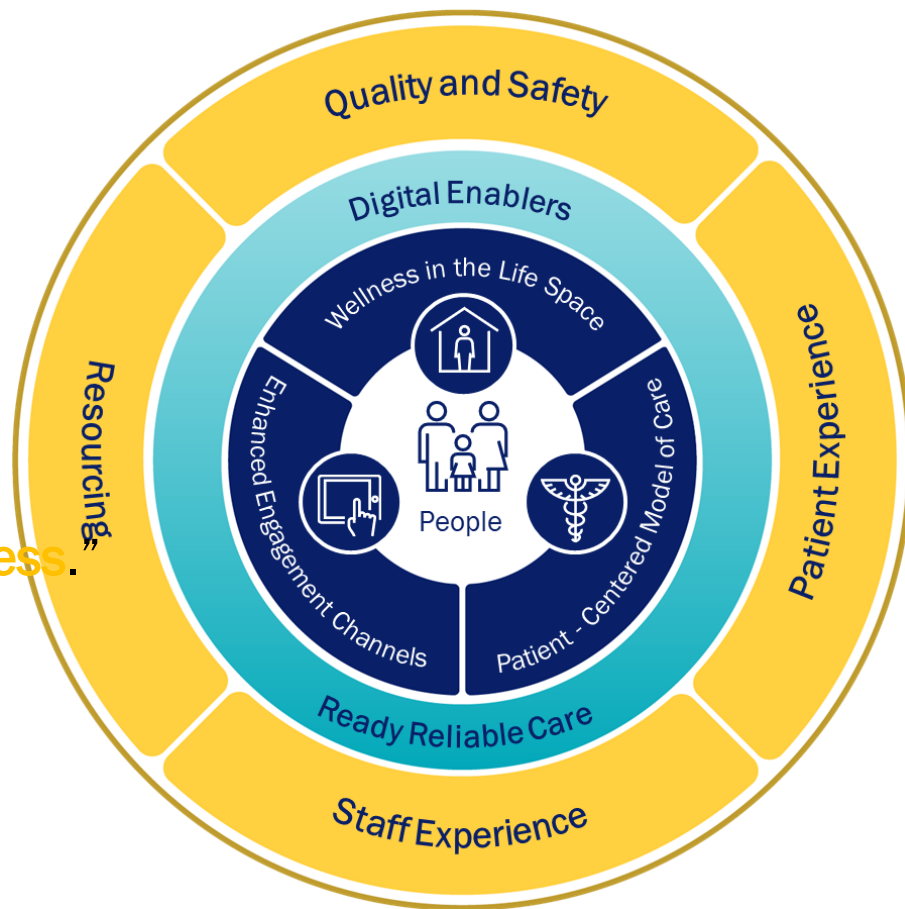 Quality and Safety
Digital Enablers
Wellness in the Life Space
Enhanced Engagement Channels
Patient - Centered Model of Care
People
Resourcing
Patient Experience
ess.”
Ready Reliable Care
Staff Experience